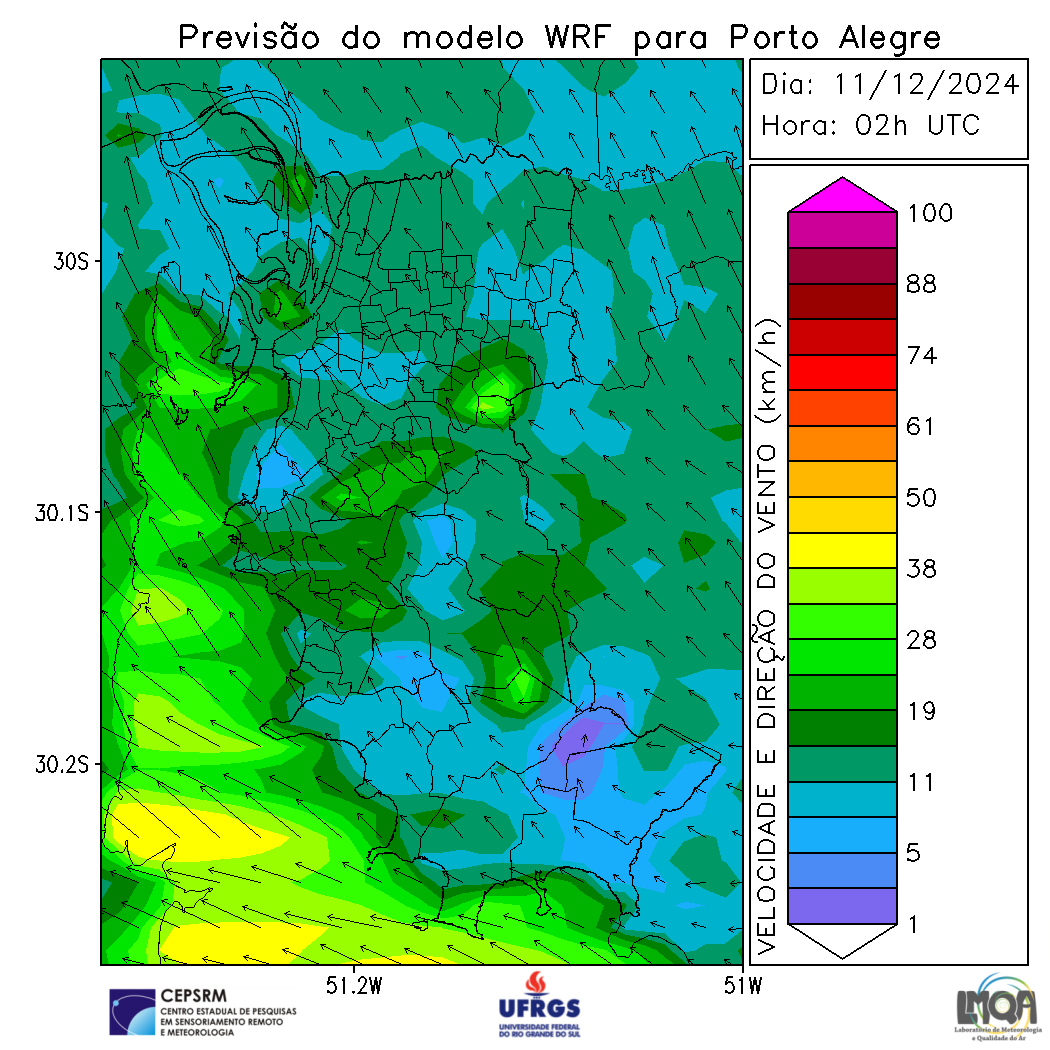 Previsão do modelo WRF para Porto Alegre
Dia: 11/12/2024
Hora: 02h UTC
30S
30.1S
30.2S
51.2W
51W
VELOCIDADE E DIREÇÃO DO VENTO (km/h)
100
88
74
61
50
38
28
19
11
5
1
CEPSRM
CENTRO ESTADUAL DE PESQUISAS
EM SENSORIAMENTO REMOTO
E METEOROLOGIA
UFRGS
UNIVERSIDADE FEDERAL
DO RIO GRANDE DO SUL
LMQA
Laboratório de Meteorologia
e Qualidade do Ar